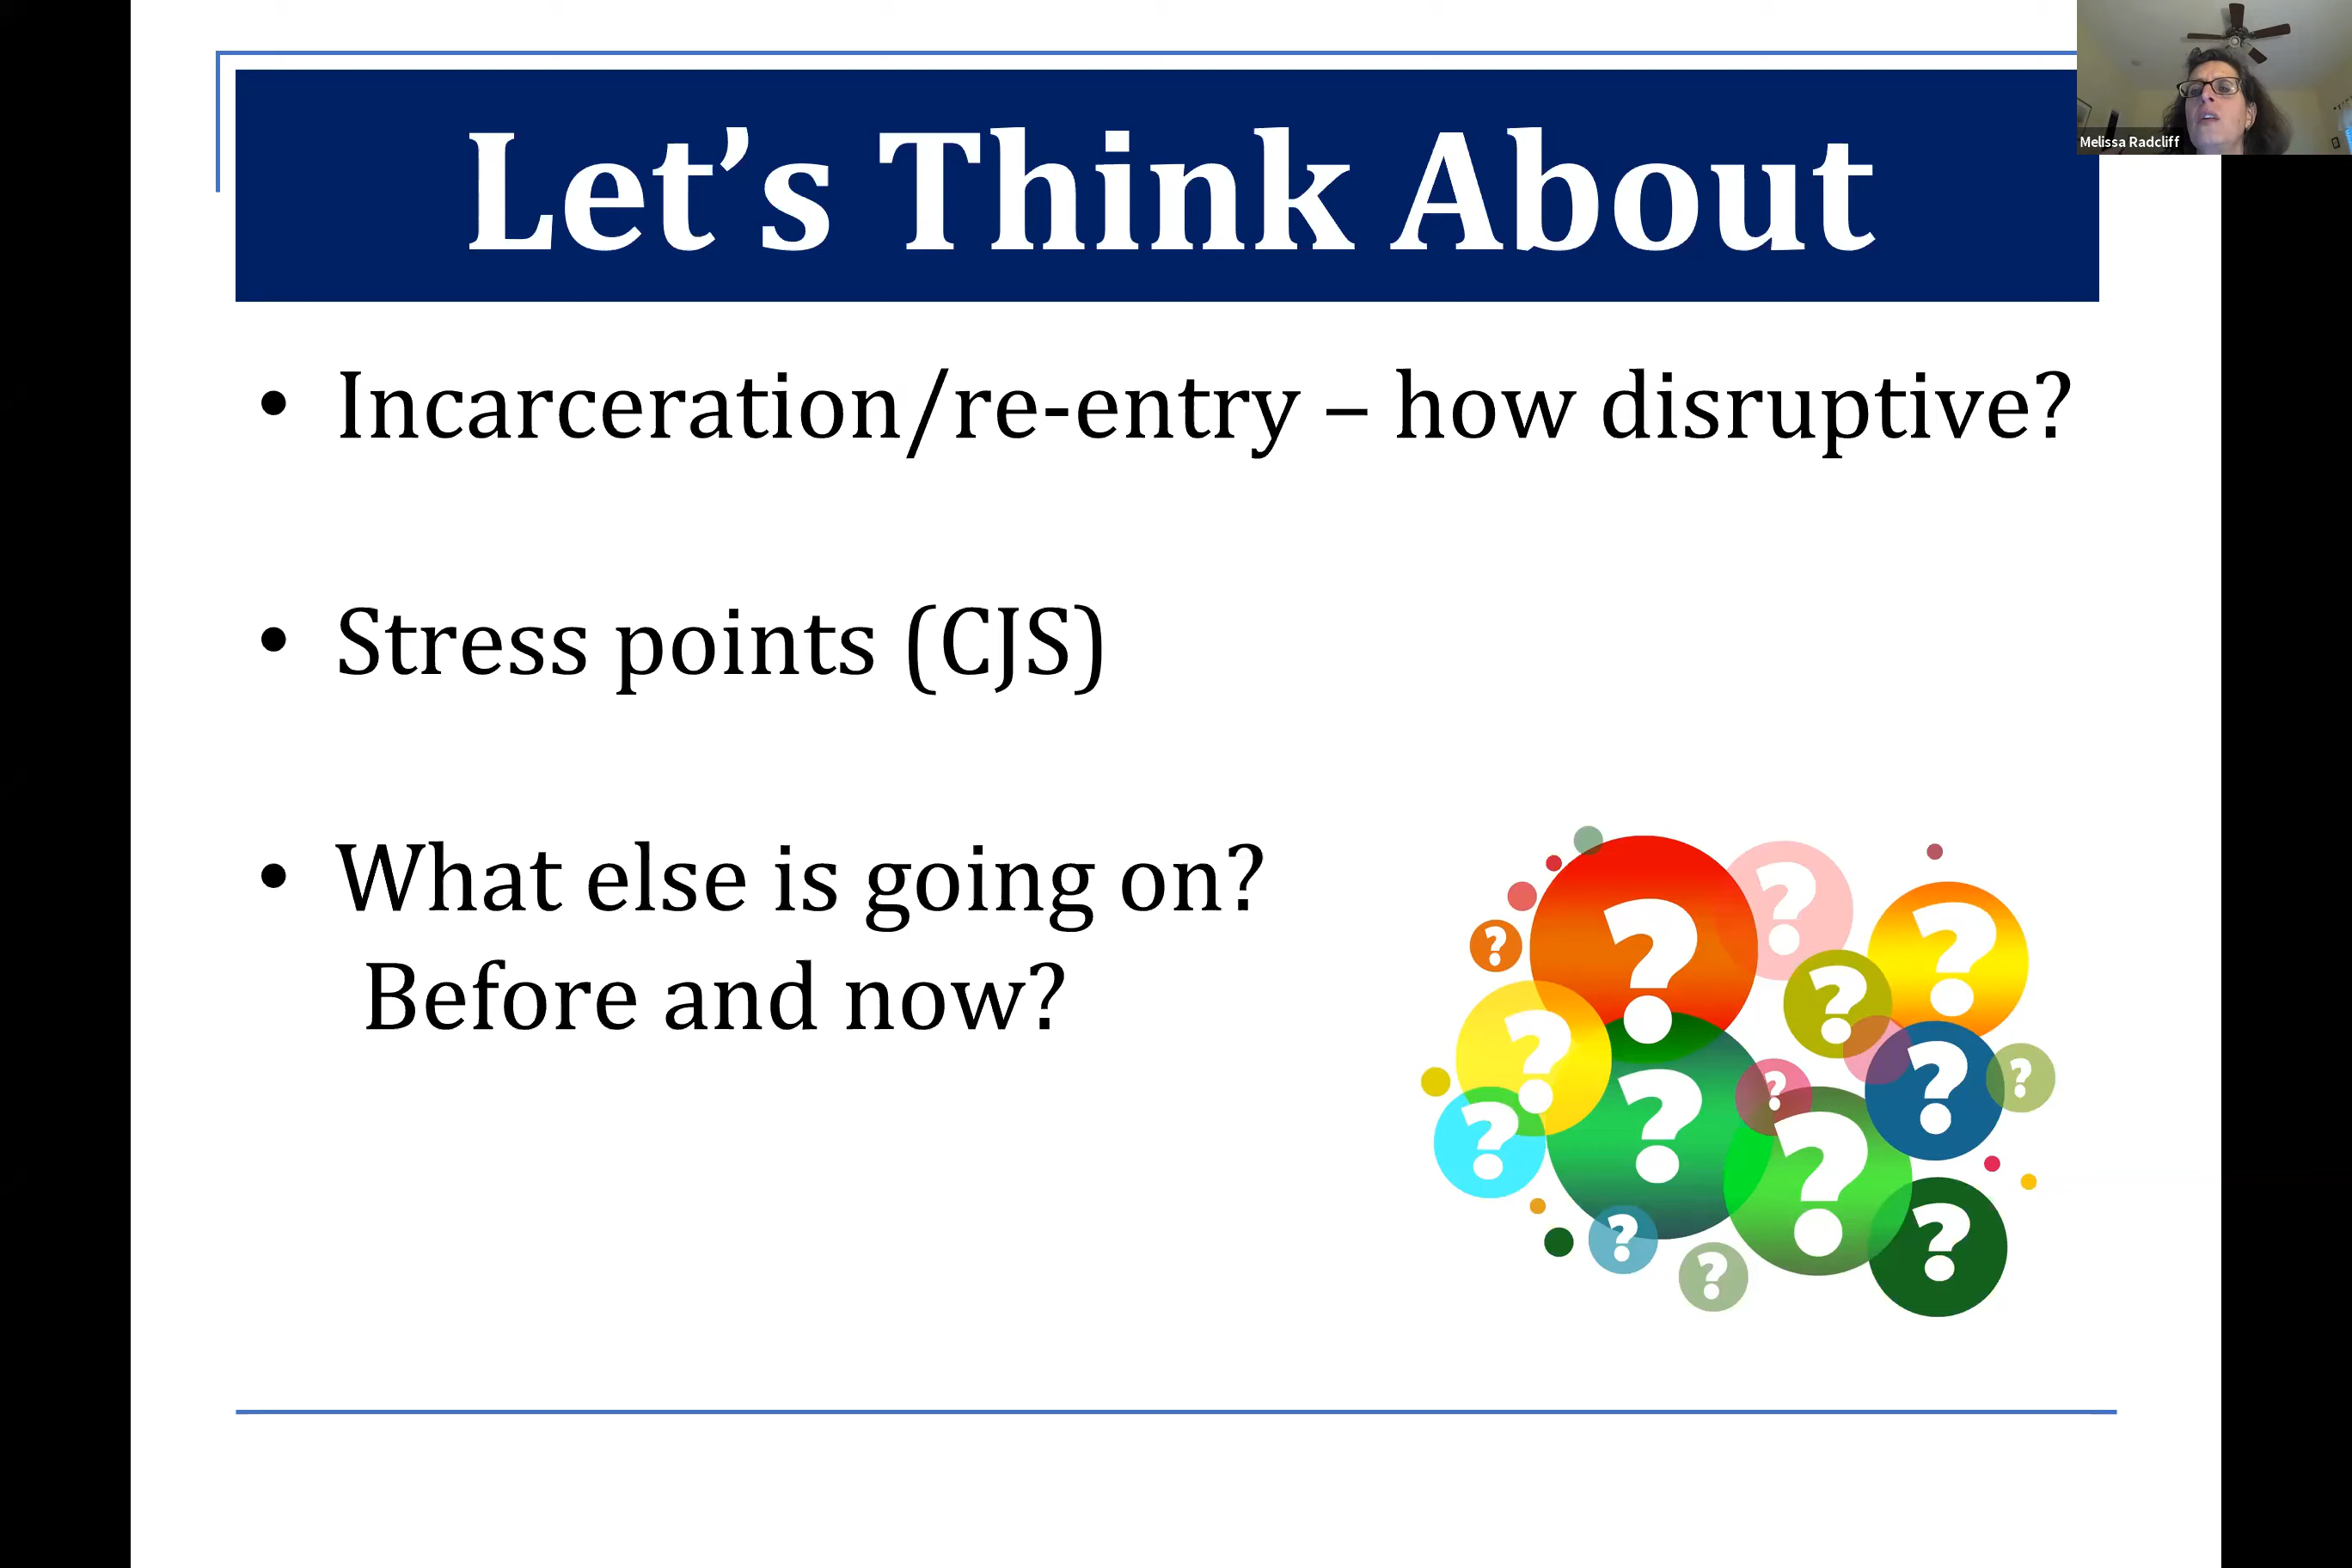 Let’s Think About
Melissa Radcliff
• Incarceration/re-entry – how disruptive?
• Stress points (CJS)
• What else is going on?
Before and now?
? ? ? ? ? ? ? ? ? ? ? ? ? ? ?